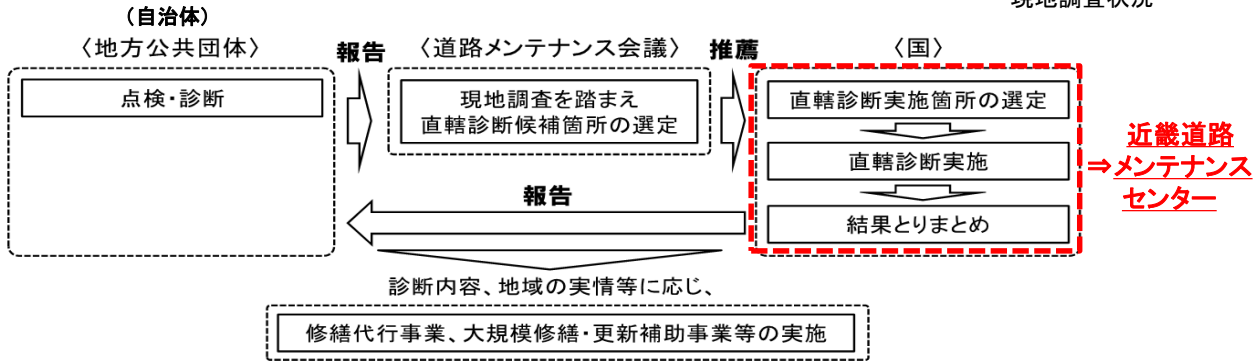 現地調査状況
（自治体）
〈地方公共団体〉
報告
〈道路メンテナンス会議〉
推薦
〈国〉
点検・診断
現地調査を踏まえ
直轄診断候補箇所の選定
直轄診断実施箇所の選定
直轄診断実施
結果とりまとめ
近畿道路
⇒メンテナンス
センター
報告
診断内容、地域の実情等に応じ、
修繕代行事業、大規模修繕・更新補助事業等の実施